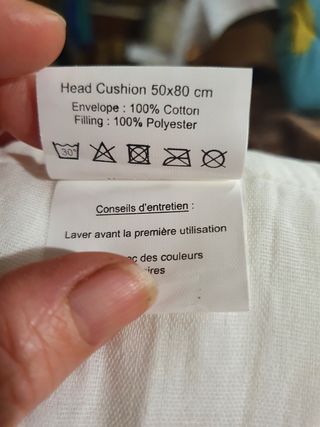 Head Cushion 50x80 cm
Envelope : 100% Cotton
Filling : 100% Polyester
30°
Conseils d'entretien :
Laver avant la première utilisation
des couleurs